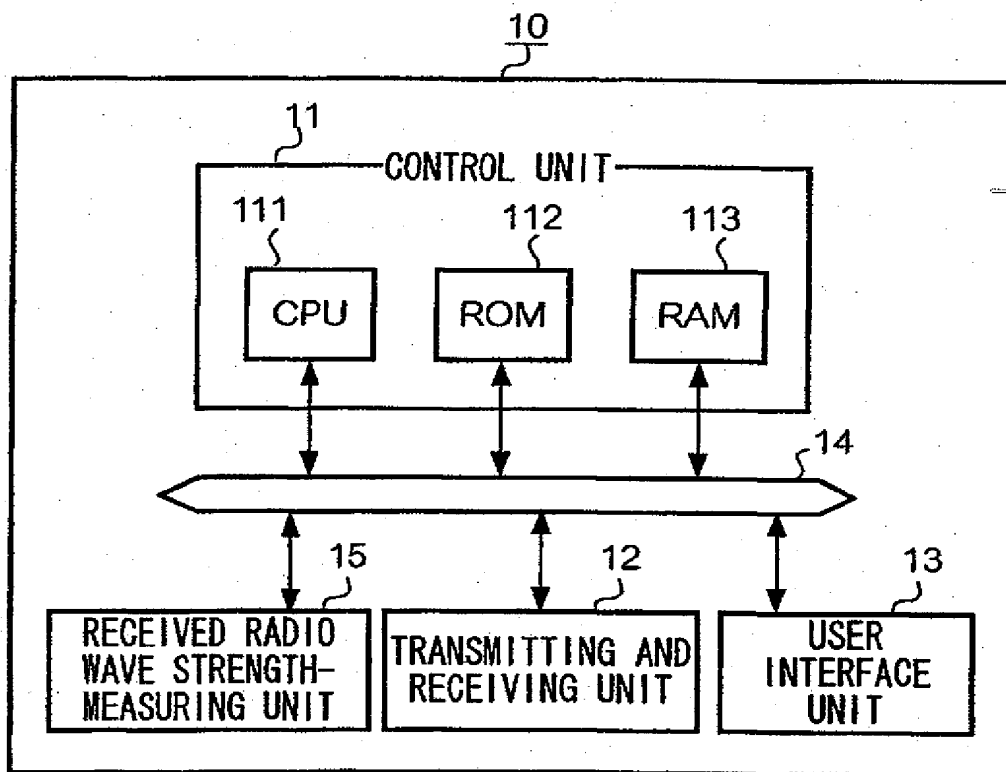 10
11
CONTROL UNIT
111
112
113
CPU
ROM
RAM
14
15
12
13
RECEIVED RADIO
WAVE STRENGTH-
MEASURING UNIT
TRANSMITTING AND
RECEIVING UNIT
USER
INTERFACE
UNIT